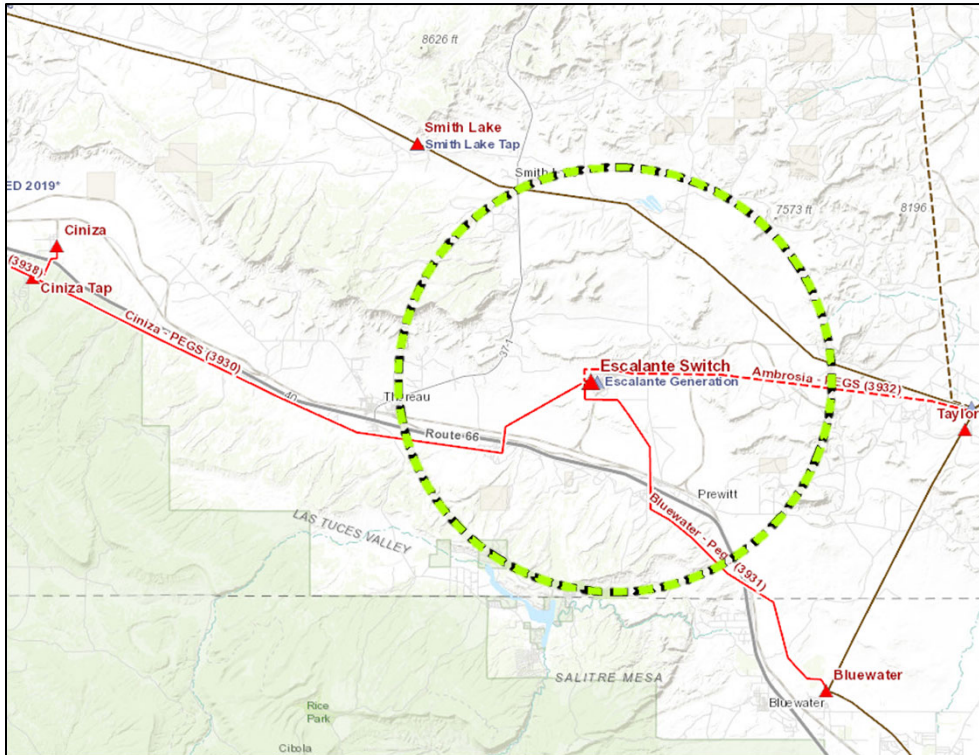 8626 ft
Smith Lake
Smith Lake Tap
Smith
ED 2019*
7573 ft
8196
Ciniza
(3938)
Ciniza Tap
Ciniza - PEGS (3930)
37-1
Escalante Switch
Escalante Generation
Ambrosia - PEGS (3932)
40
Thoreau
Taylor
Route 66
Prewitt
Bluewater - Pegs (3931)
LAS TUCES VALLEY
SALITRE MESA
Bluewater
Bluewater
Rice
Park
Cibola